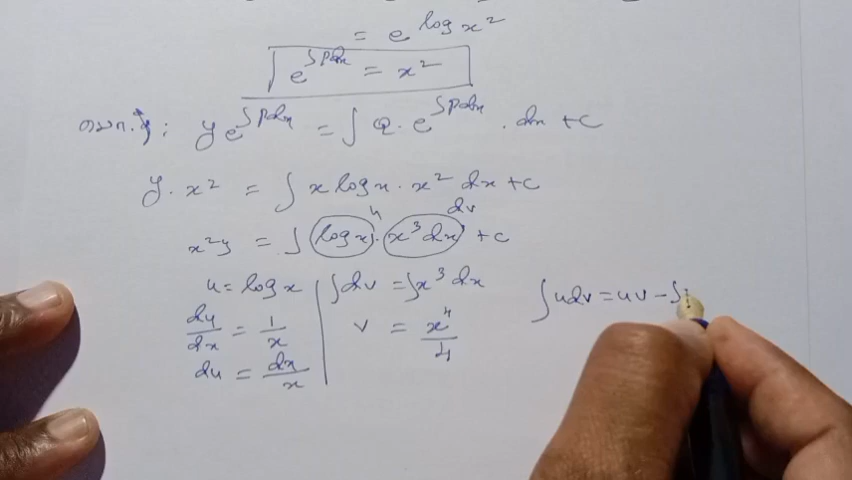 = e^{log x²}
e^{∫Pdx} = x²
y e^{∫Pdx} = ∫ Q. e^{∫Pdx} . dx + c
y. x² = ∫ x log x . x² dx + c
u dv
x²y = ∫ log x . x³ dx + c
u = log x ∫dv = ∫x³ dx ∫udv = uv - ∫
du/dx = 1/x v = x⁴/4
du = dx/x